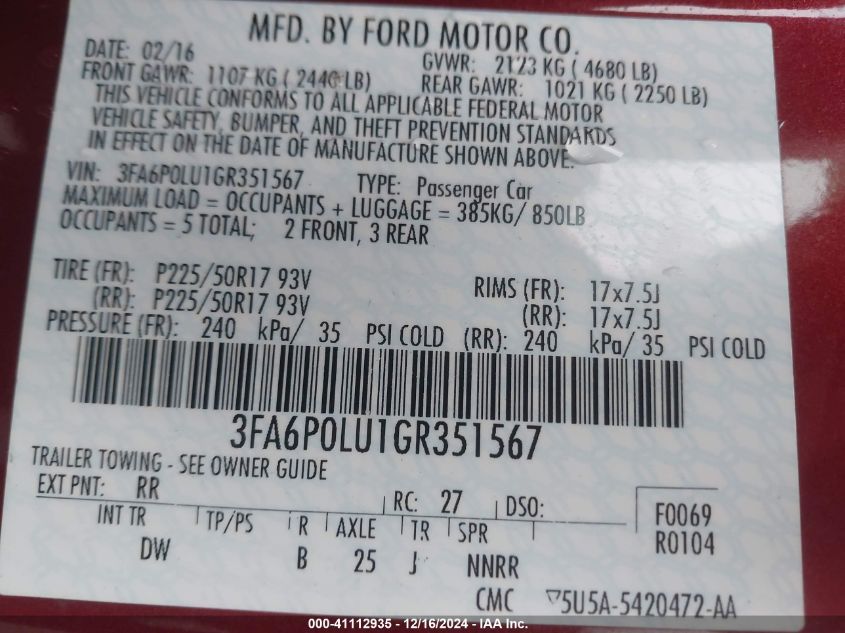 MFD. BY FORD MOTOR CO.
DATE: 02/16 GVWR: 2123 KG ( 4680 LB)
FRONT GAWR: 1107 KG ( 2440 LB) REAR GAWR: 1021 KG ( 2250 LB)
THIS VEHICLE CONFORMS TO ALL APPLICABLE FEDERAL MOTOR
VEHICLE SAFETY, BUMPER, AND THEFT PREVENTION STANDARDS
IN EFFECT ON THE DATE OF MANUFACTURE SHOWN ABOVE.
VIN: 3FA6P0LU1GR351567 TYPE: Passenger Car
MAXIMUM LOAD = OCCUPANTS + LUGGAGE = 385KG/ 850LB
OCCUPANTS = 5 TOTAL; 2 FRONT, 3 REAR
TIRE (FR): P225/50R17 93V RIMS (FR): 17x7.5J
(RR): P225/50R17 93V (RR): 17x7.5J
PRESSURE (FR): 240 kPa/ 35 PSI COLD (RR): 240 kPa/ 35 PSI COLD
3FA6P0LU1GR351567
TRAILER TOWING - SEE OWNER GUIDE
EXT PNT: RR RC: 27 DSO: F0069
INT TR TP/PS R AXLE TR SPR R0104
DW B 25 J NNRR
CMC 5U5A-5420472-AA
000-41112935 - 12/16/2024 - IAA Inc.